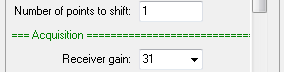 Number of points to shift: 1
=== Acquisition ===========================
Receiver gain: 31